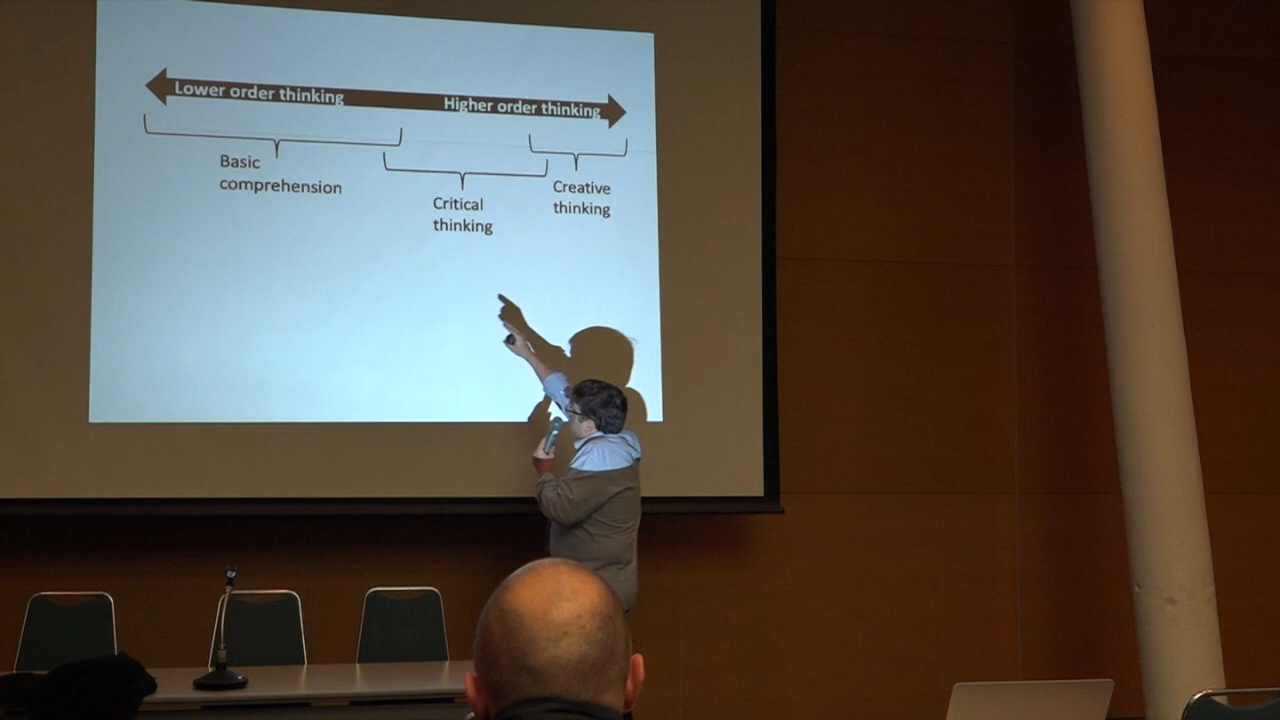 Lower order thinking
Higher order thinking
Basic
comprehension
Critical
thinking
Creative
thinking